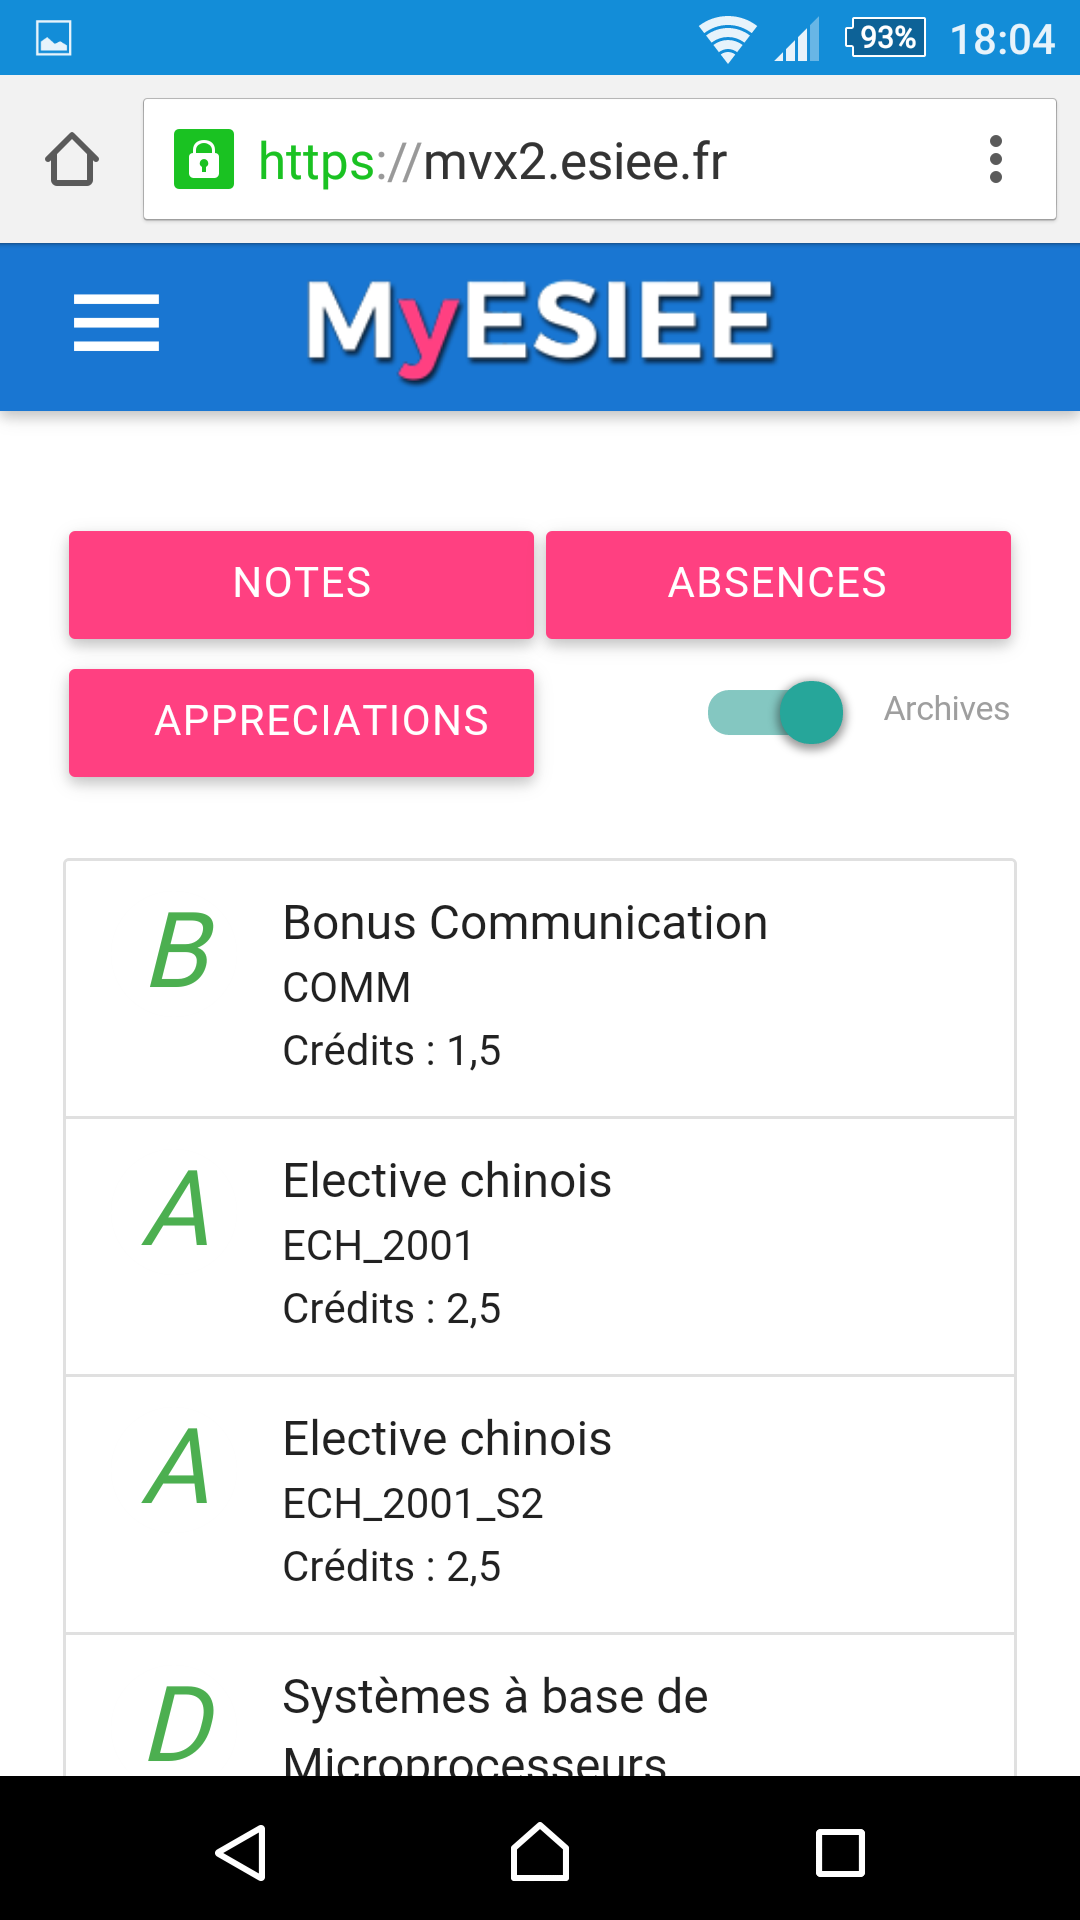 93% 18:04
https://mvx2.esiee.fr
MyESIEE
NOTES
ABSENCES
APPRECIATIONS
Archives
B
Bonus Communication
COMM
Crédits : 1,5
A
Elective chinois
ECH_2001
Crédits : 2,5
A
Elective chinois
ECH_2001_S2
Crédits : 2,5
D
Systèmes à base de
Microprocesseurs